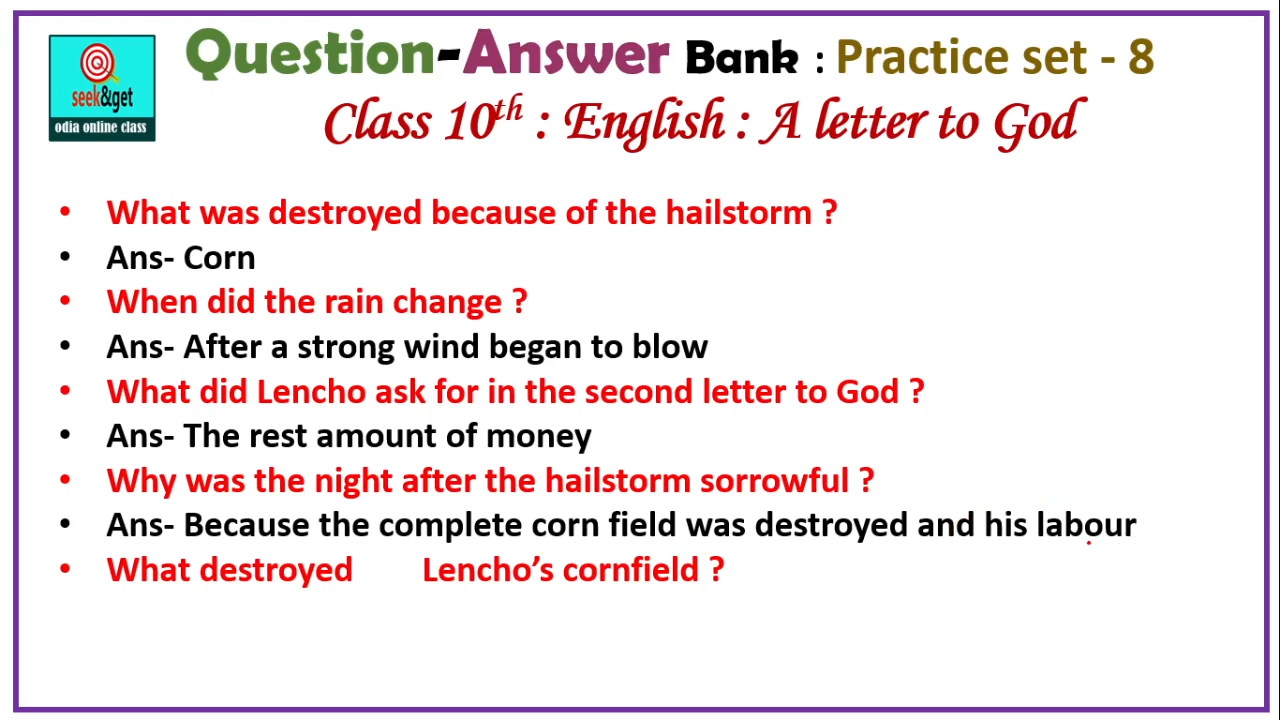 seek&get
odia online class
Question-Answer Bank : Practice set - 8
Class 10th : English : A letter to God
• What was destroyed because of the hailstorm ?
• Ans- Corn
• When did the rain change ?
• Ans- After a strong wind began to blow
• What did Lencho ask for in the second letter to God ?
• Ans- The rest amount of money
• Why was the night after the hailstorm sorrowful ?
• Ans- Because the complete corn field was destroyed and his labour
• What destroyed Lencho’s cornfield ?